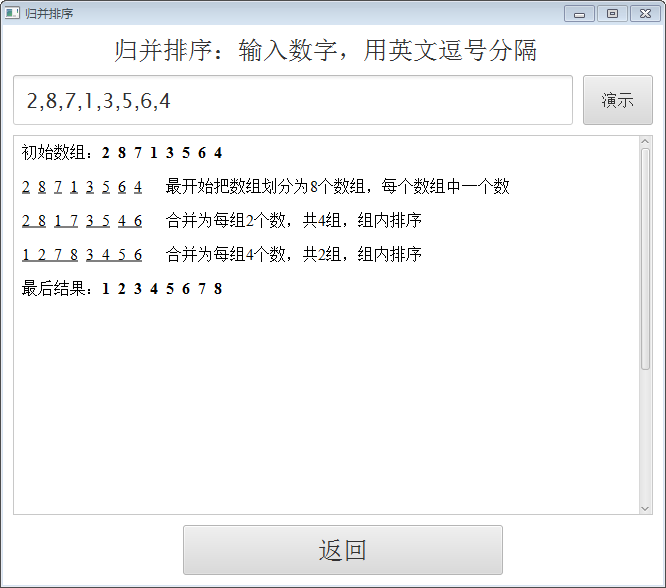 归并排序
归并排序：输入数字，用英文逗号分隔
2,8,7,1,3,5,6,4
演示
初始数组：2 8 7 1 3 5 6 4
2 8 7 1 3 5 6 4 最开始把数组划分为8个数组，每个数组中一个数
2 8 1 7 3 5 4 6 合并为每组2个数，共4组，组内排序
1 2 7 8 3 4 5 6 合并为每组4个数，共2组，组内排序
最后结果：1 2 3 4 5 6 7 8
返回